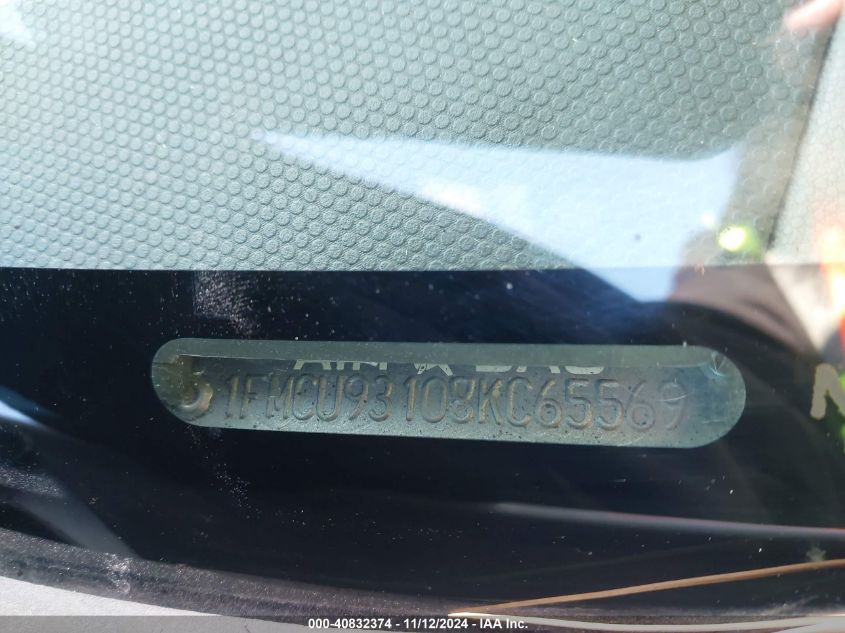 1FMCU93108KC65569
000-40832374 - 11/12/2024 - IAA Inc.